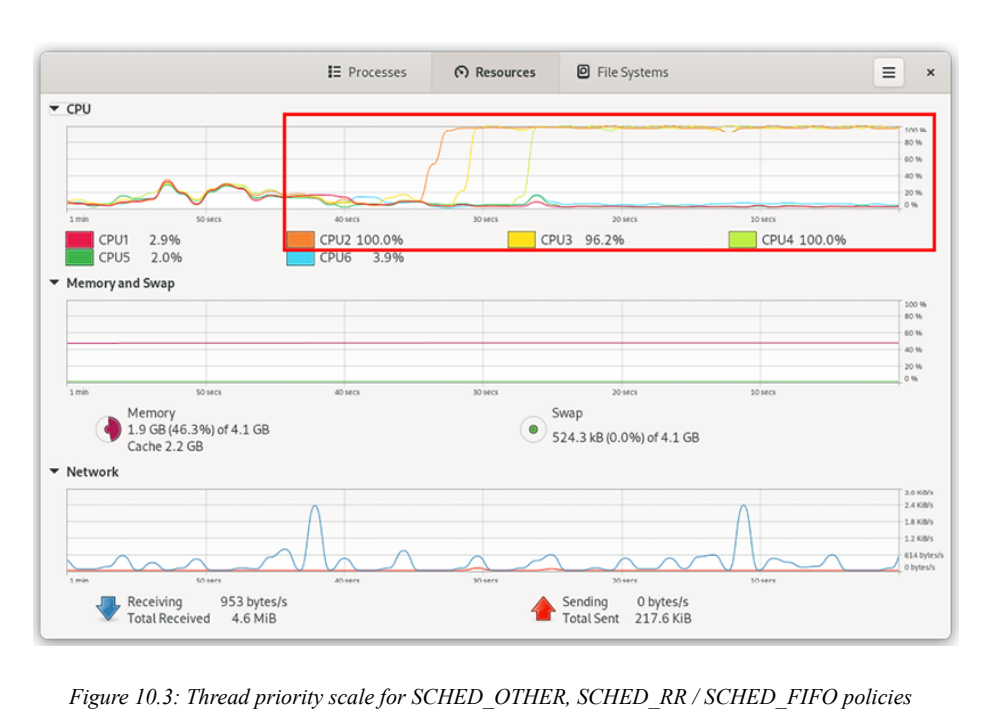 Processes Resources File Systems
CPU
100 %
80 %
60 %
40 %
20 %
0 %
1 min 50 secs 40 secs 30 secs 20 secs 10 secs
CPU1 2.9% CPU2 100.0% CPU3 96.2% CPU4 100.0%
CPU5 2.0% CPU6 3.9%
Memory and Swap
100 %
80 %
60 %
40 %
20 %
0 %
1 min 50 secs 40 secs 30 secs 20 secs 10 secs
Memory
1.9 GB (46.3%) of 4.1 GB
Cache 2.2 GB
Swap
524.3 kB (0.0%) of 4.1 GB
Network
3.0 KiB/s
2.4 KiB/s
1.8 KiB/s
1.2 KiB/s
614 bytes/s
0 bytes/s
1 min 50 secs 40 secs 30 secs 20 secs 10 secs
Receiving 953 bytes/s
Total Received 4.6 MiB
Sending 0 bytes/s
Total Sent 217.6 KiB
Figure 10.3: Thread priority scale for SCHED_OTHER, SCHED_RR / SCHED_FIFO policies